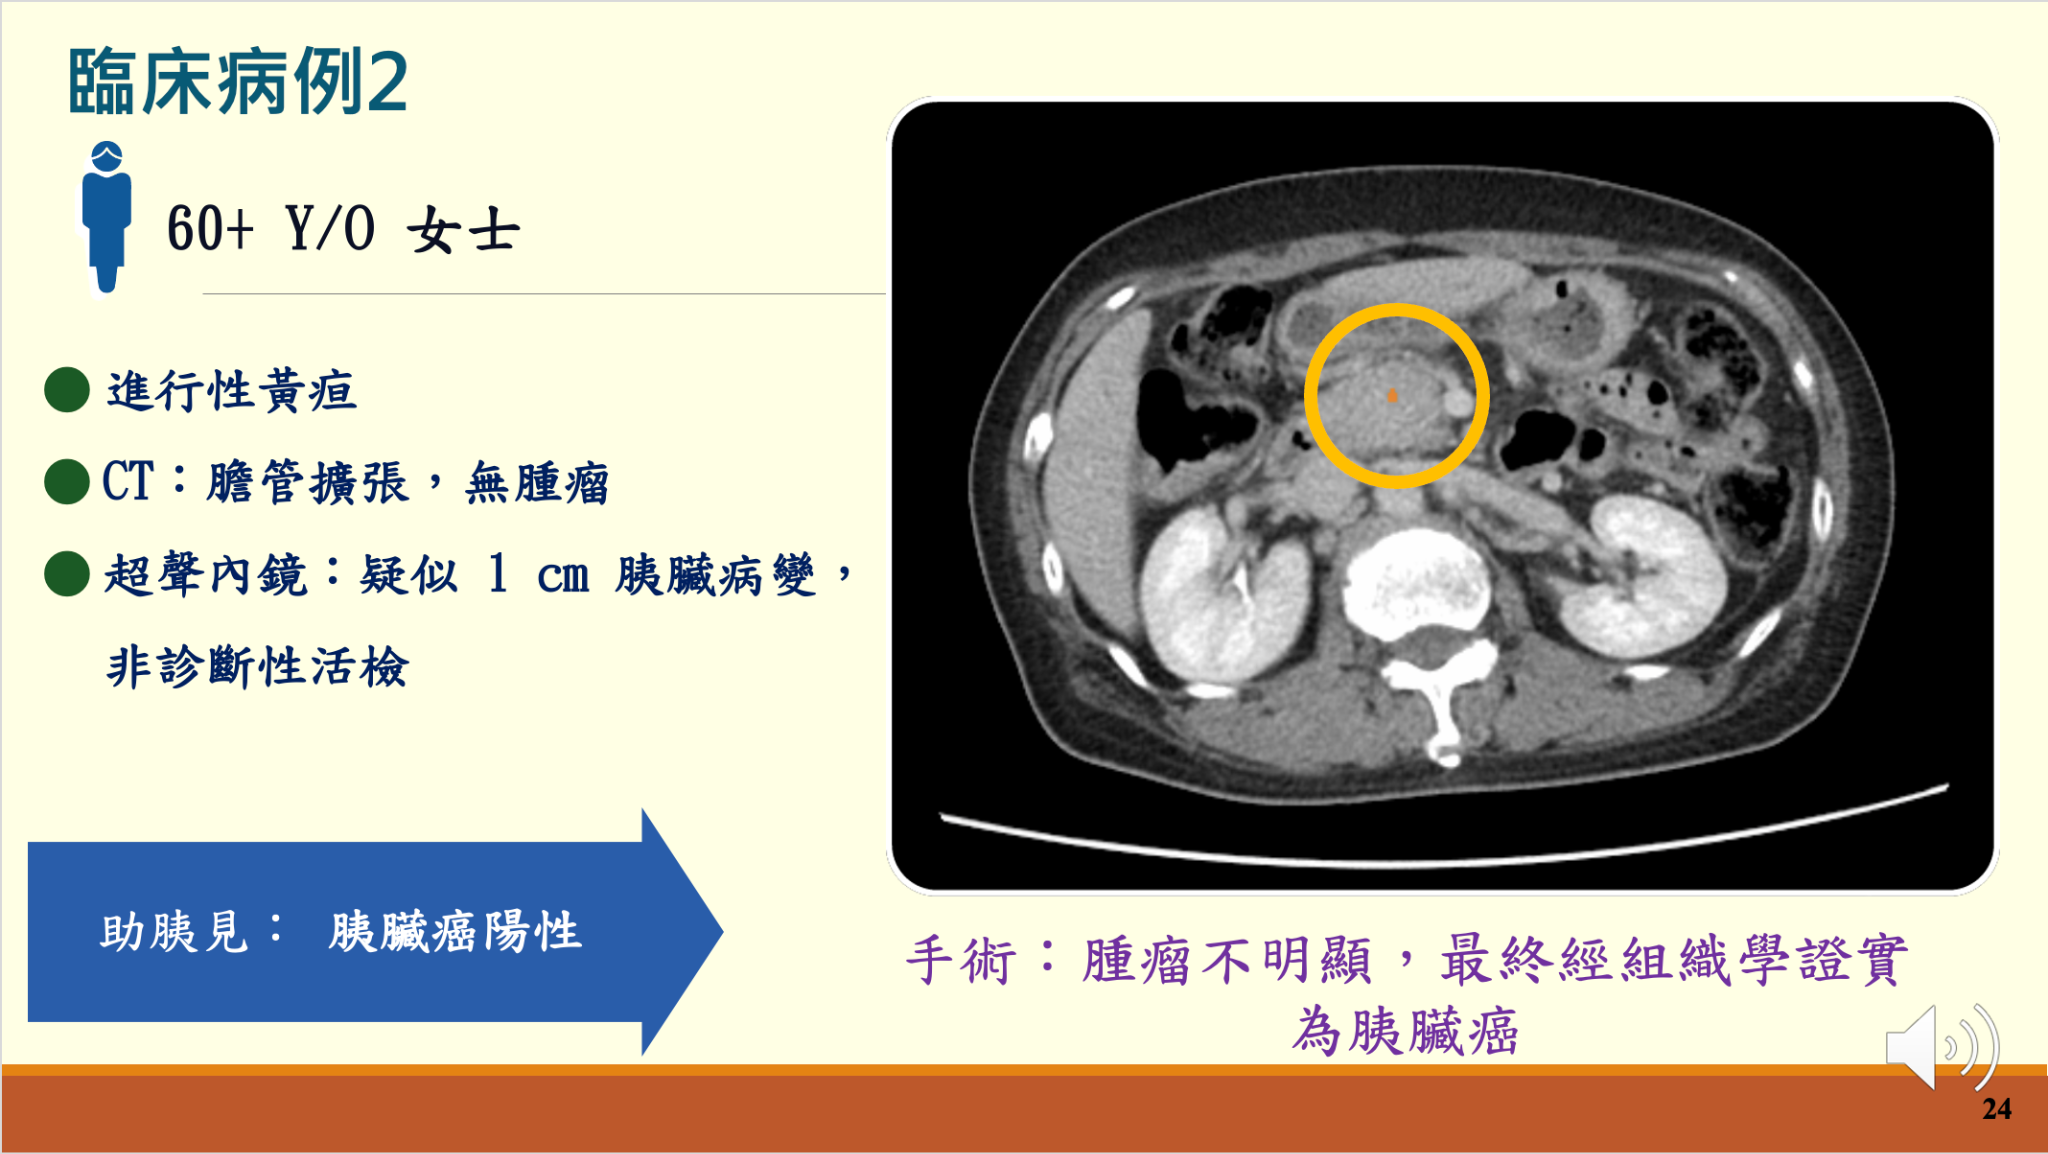 臨床病例2
60+ Y/O 女士
進行性黃疸
CT：膽管擴張，無腫瘤
超聲內鏡：疑似 1 cm 胰臟病變，
非診斷性活檢
助胰見： 胰臟癌陽性
手術：腫瘤不明顯，最終經組織學證實
為胰臟癌
24